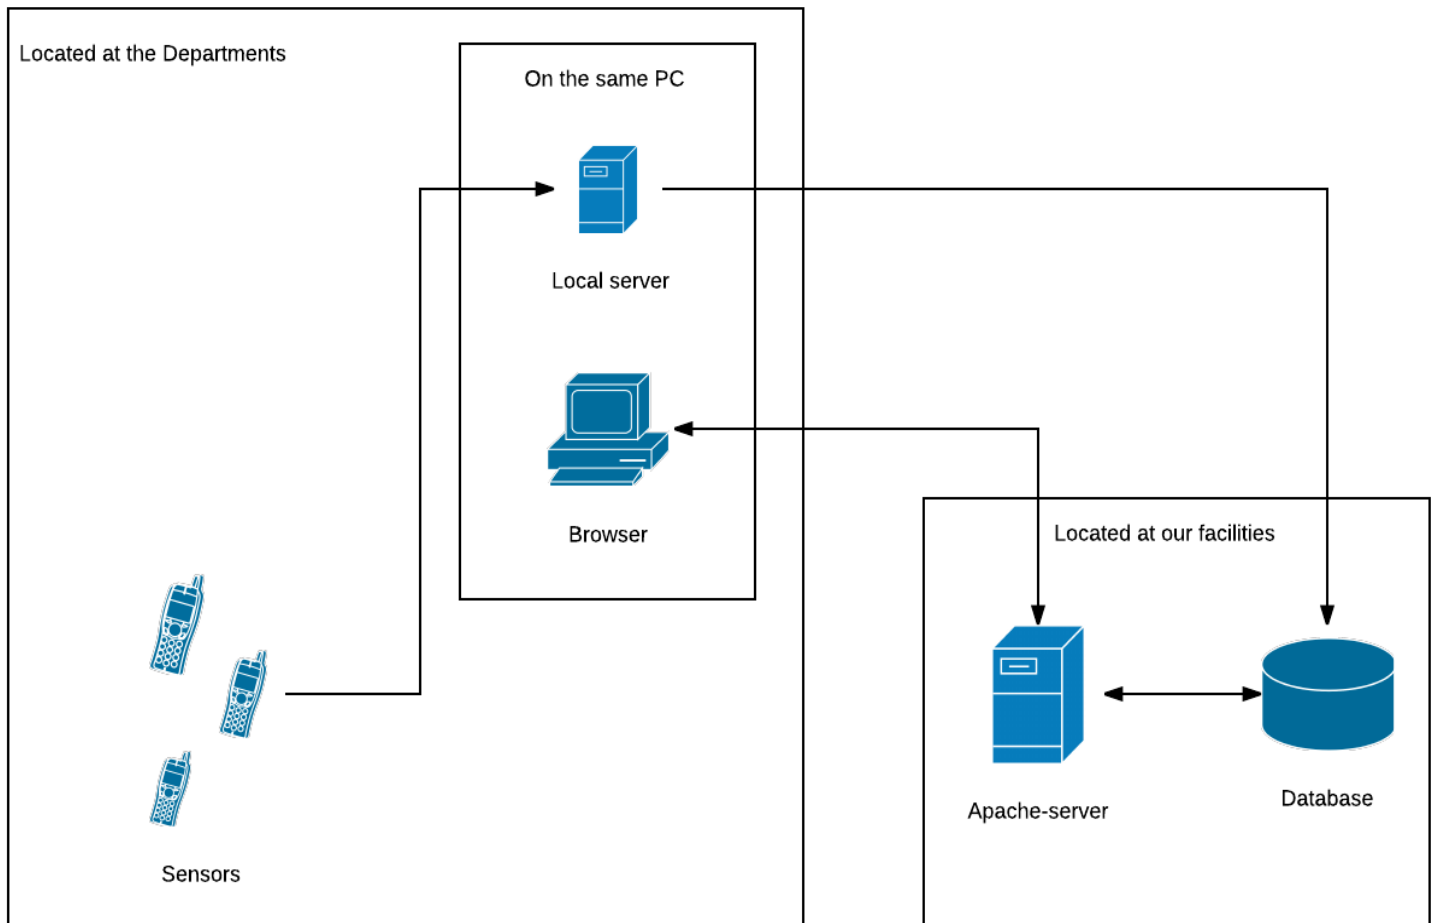 Located at the Departments
On the same PC
Local server
Browser
Located at our facilities
Apache-server
Database
Sensors